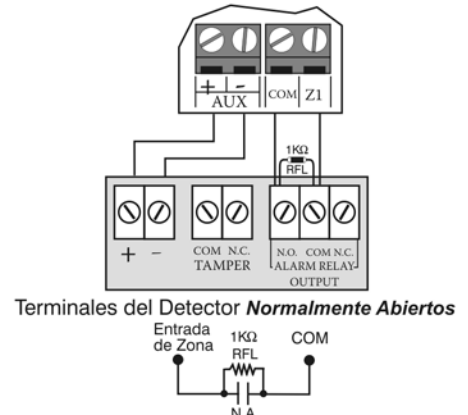 + -
AUX COM Z1
1KΩ
RFL
+ -
COM N.C.
TAMPER
N.O. COM N.C.
ALARM RELAY
OUTPUT
Terminales del Detector Normalmente Abiertos
Entrada
de Zona
1KΩ
RFL
COM
N.A